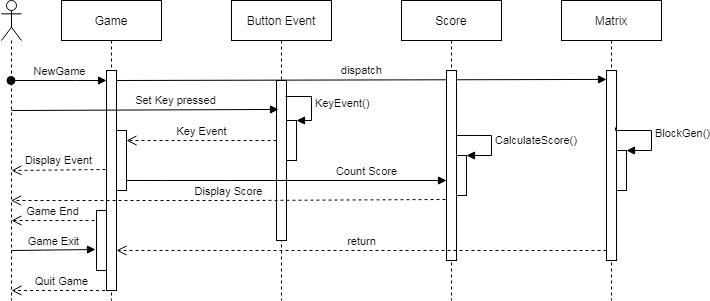 Game
Button Event
Score
Matrix
NewGame
dispatch
Set Key pressed
KeyEvent()
Key Event
CalculateScore()
BlockGen()
Display Event
Count Score
Display Score
Game End
Game Exit
return
Quit Game